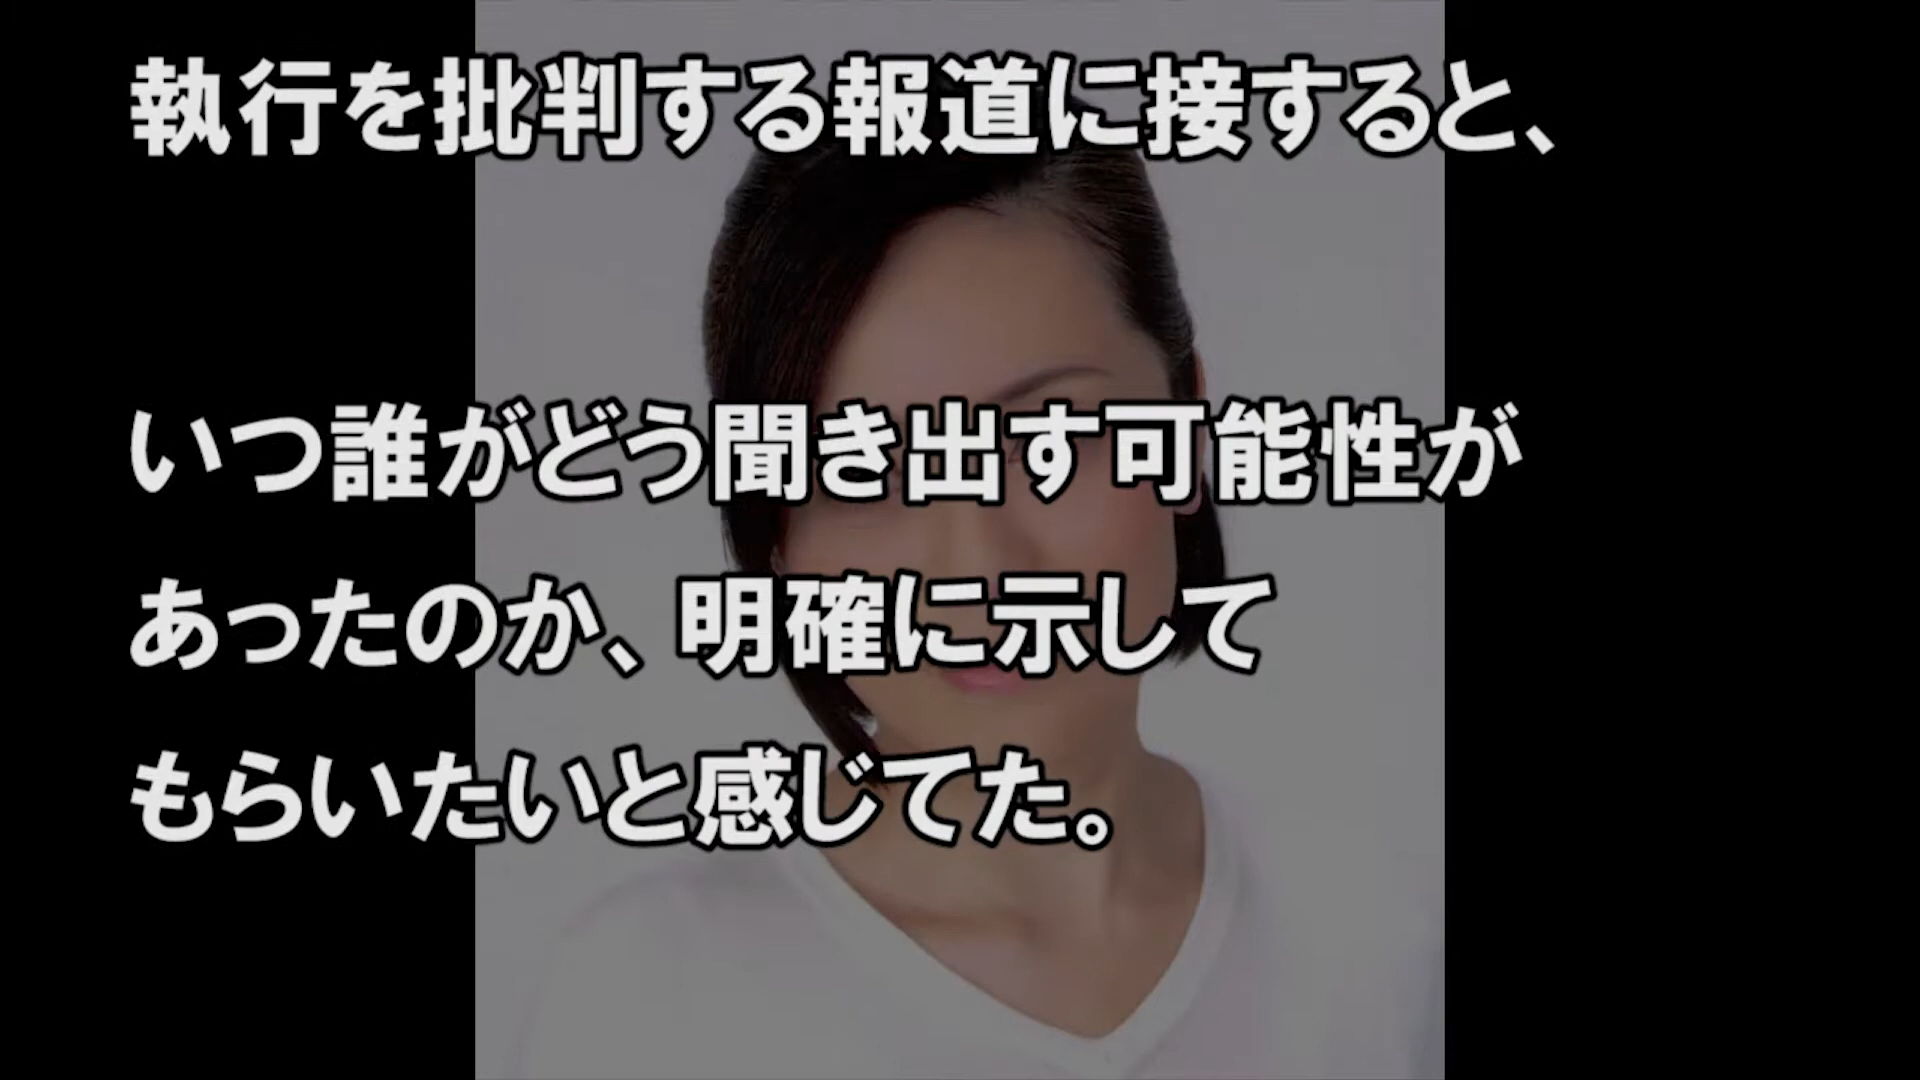 執行を批判する報道に接すると、
いつ誰がどう聞き出す可能性が
あったのか、明確に示して
もらいたいと感じてた。